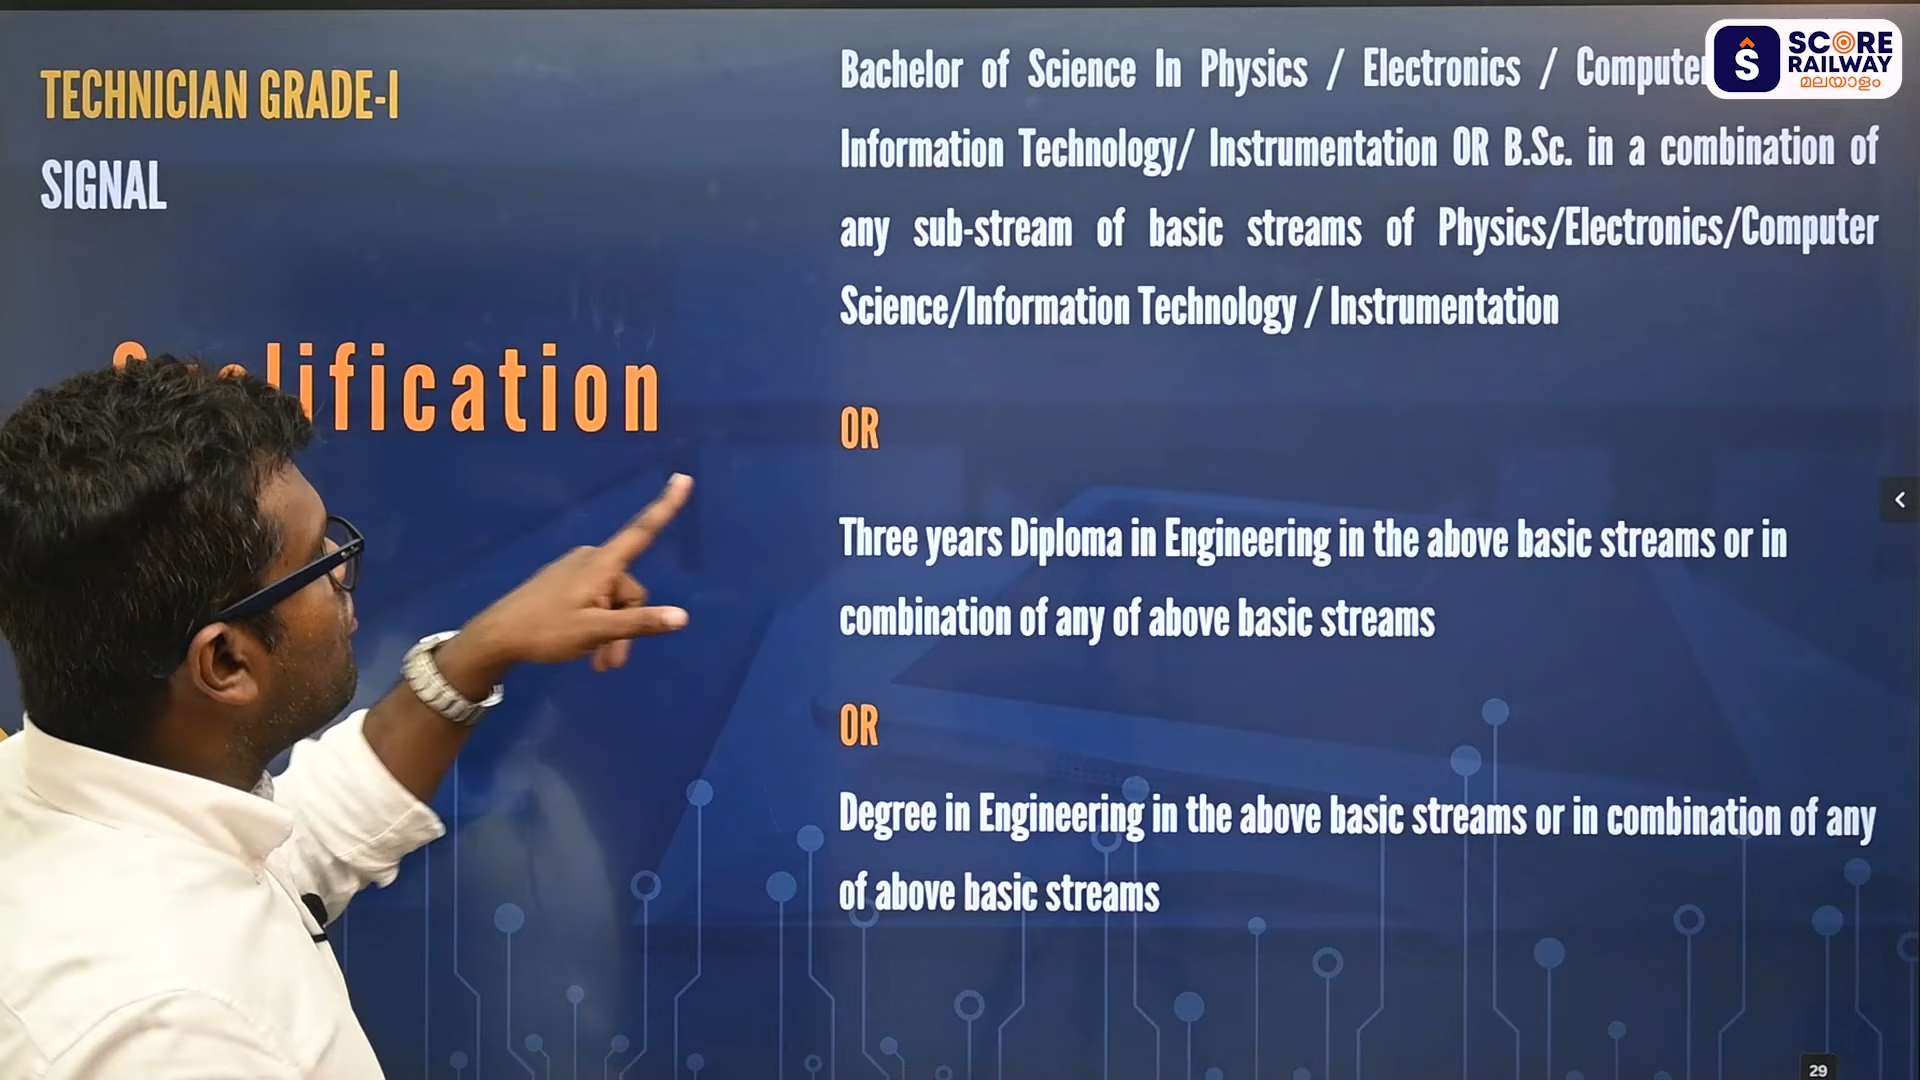 TECHNICIAN GRADE-I
SIGNAL
Bachelor of Science In Physics / Electronics / Computer
Information Technology/ Instrumentation OR B.Sc. in a combination of
any sub-stream of basic streams of Physics/Electronics/Computer
Science/Information Technology / Instrumentation
OR
Three years Diploma in Engineering in the above basic streams or in
combination of any of above basic streams
OR
Degree in Engineering in the above basic streams or in combination of any
of above basic streams
SCORE
RAILWAY
മലയാളം
29